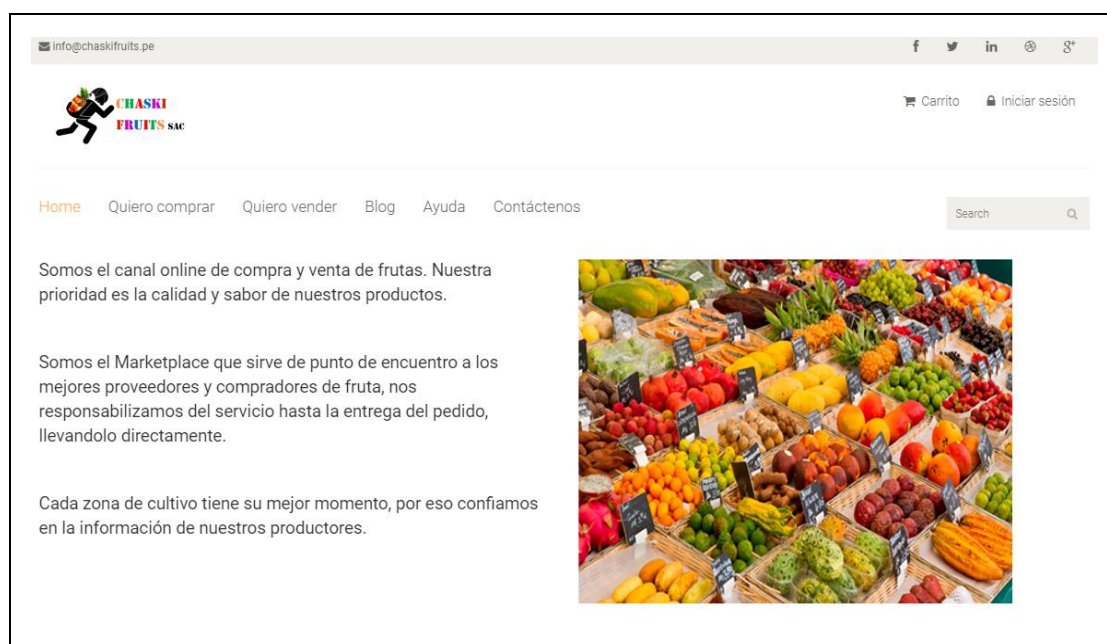 info@chaskifruits.pe
CHASKI
FRUITS SAC
Carrito
Iniciar sesión
Home Quiero comprar Quiero vender Blog Ayuda Contáctenos
Search
Somos el canal online de compra y venta de frutas. Nuestra
prioridad es la calidad y sabor de nuestros productos.
Somos el Marketplace que sirve de punto de encuentro a los
mejores proveedores y compradores de fruta, nos
responsabilizamos del servicio hasta la entrega del pedido,
llevandolo directamente.
Cada zona de cultivo tiene su mejor momento, por eso confiamos
en la información de nuestros productores.